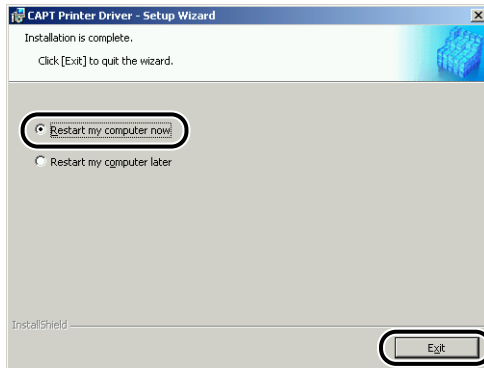 CAPT Printer Driver - Setup Wizard
Installation is complete.
Click [Exit] to quit the wizard.
Restart my computer now
Restart my computer later
InstallShield
Exit